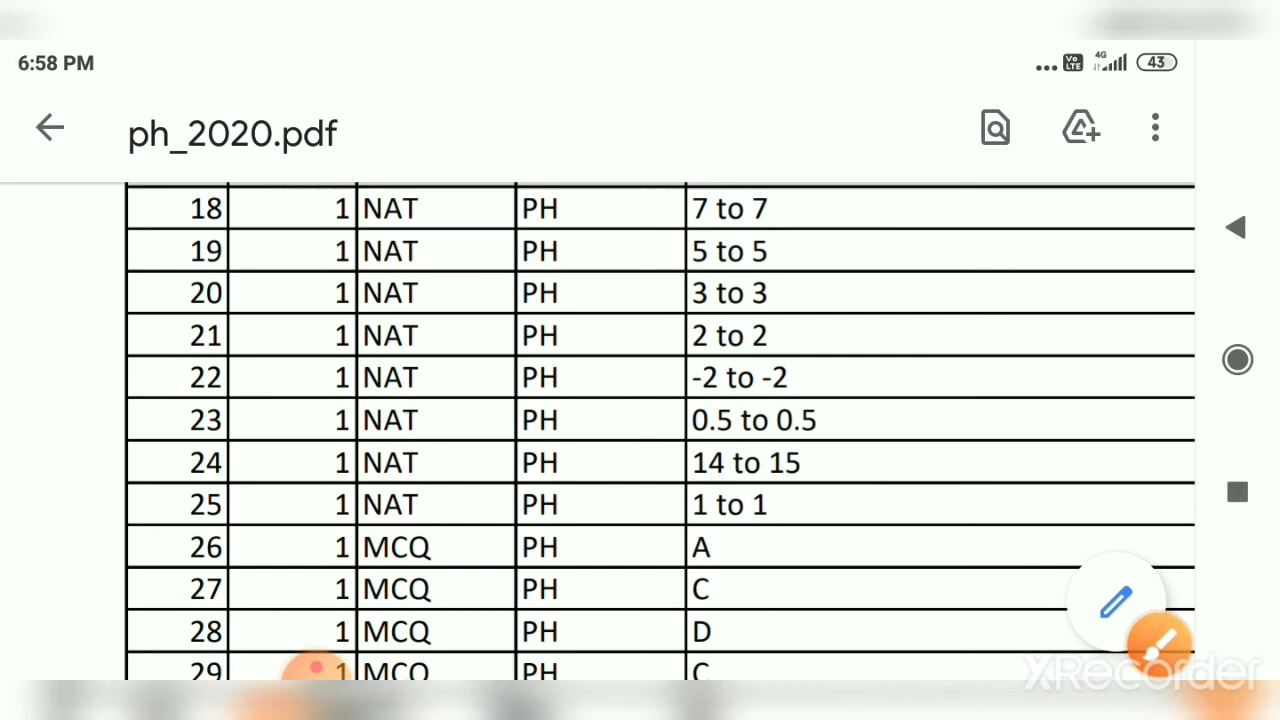 6:58 PM
Vo LTE 4G 43
ph_2020.pdf
18 1 NAT PH 7 to 7
19 1 NAT PH 5 to 5
20 1 NAT PH 3 to 3
21 1 NAT PH 2 to 2
22 1 NAT PH -2 to -2
23 1 NAT PH 0.5 to 0.5
24 1 NAT PH 14 to 15
25 1 NAT PH 1 to 1
26 1 MCQ PH A
27 1 MCQ PH C
28 1 MCQ PH D
29 1 MCQ PH C
XRecorder